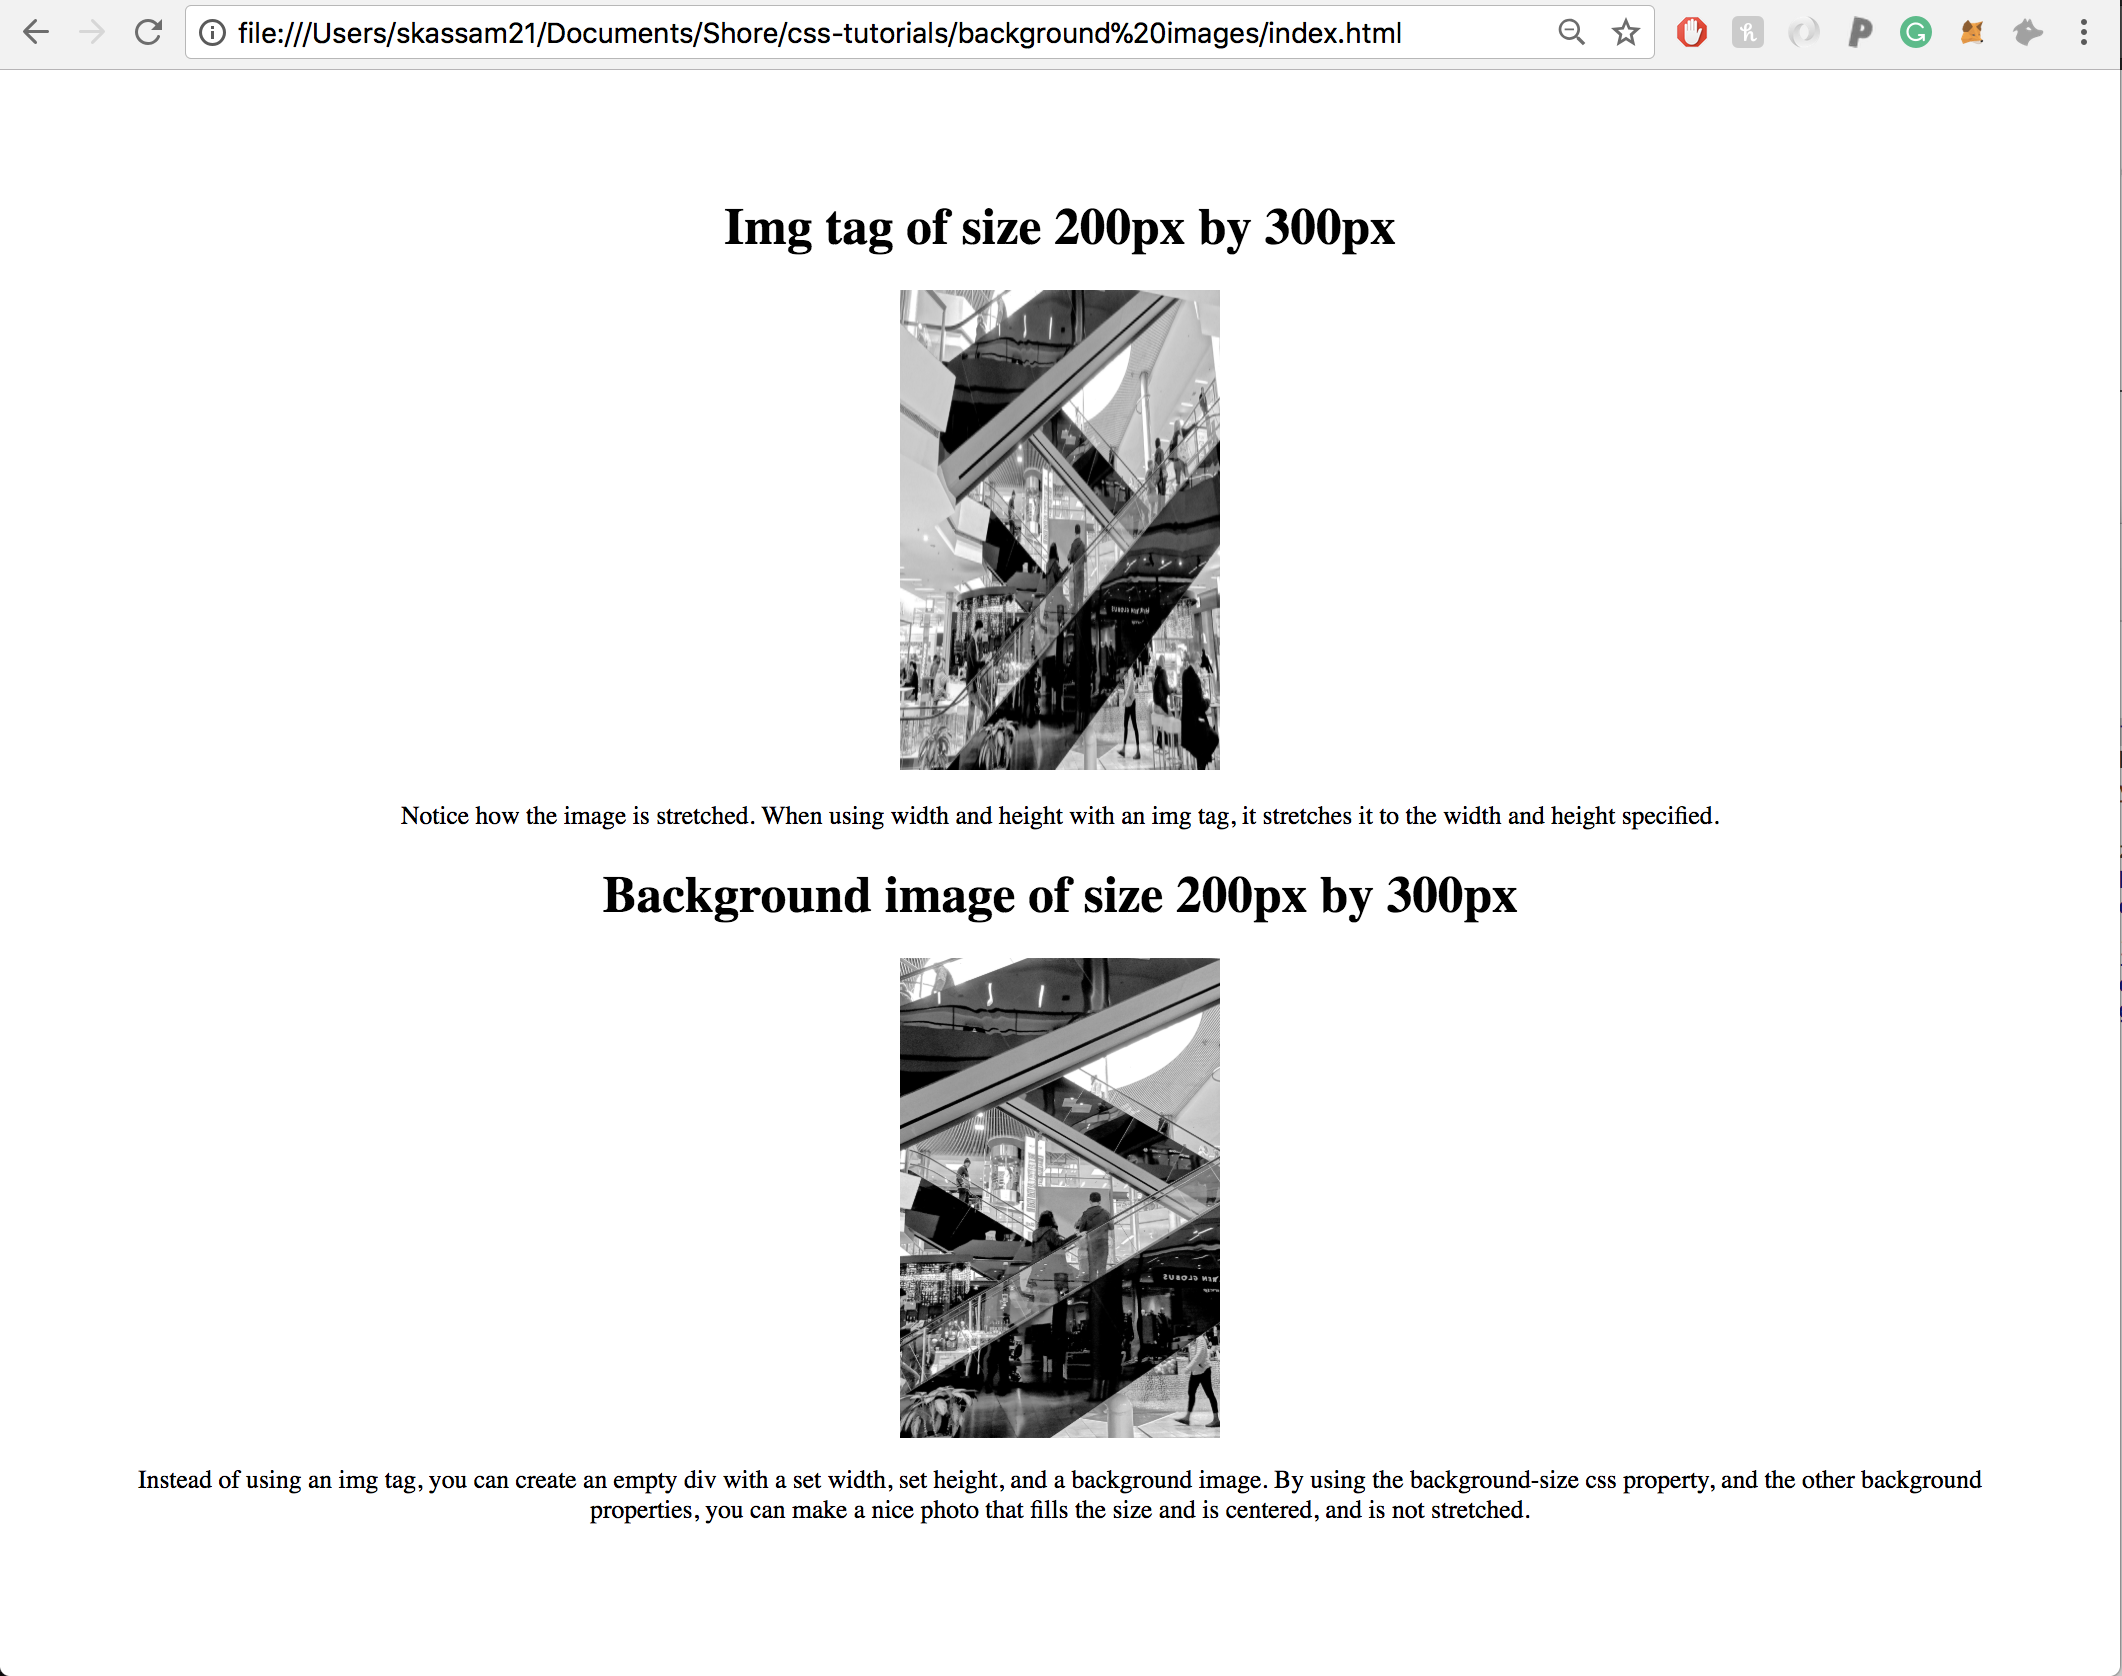 file:///Users/skassam21/Documents/Shore/css-tutorials/background%20images/index.html
Img tag of size 200px by 300px
Notice how the image is stretched. When using width and height with an img tag, it stretches it to the width and height specified.
Background image of size 200px by 300px
Instead of using an img tag, you can create an empty div with a set width, set height, and a background image. By using the background-size css property, and the other background
properties, you can make a nice photo that fills the size and is centered, and is not stretched.